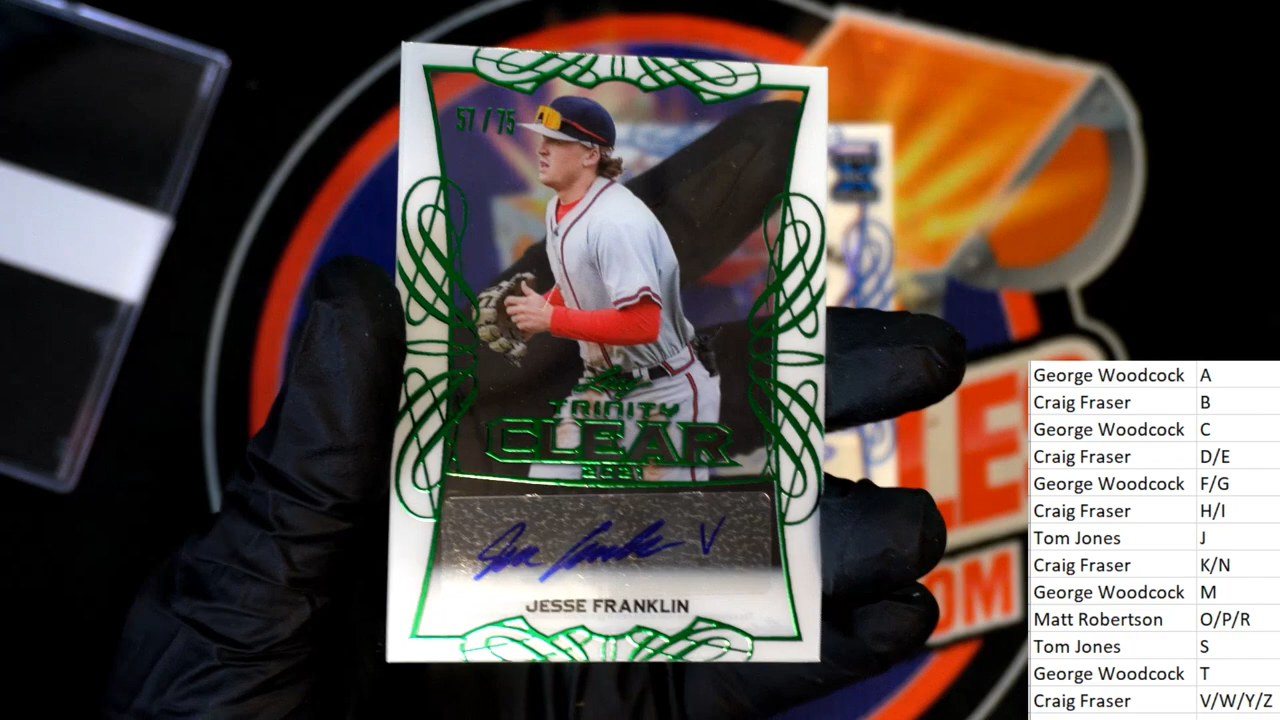 57 / 75
Leaf
TRINITY
CLEAR
2021
V
JESSE FRANKLIN
OM
George Woodcock A
Craig Fraser B
George Woodcock C
Craig Fraser D/E
George Woodcock F/G
Craig Fraser H/I
Tom Jones J
Craig Fraser K/N
George Woodcock M
Matt Robertson O/P/R
Tom Jones S
George Woodcock T
Craig Fraser V/W/Y/Z